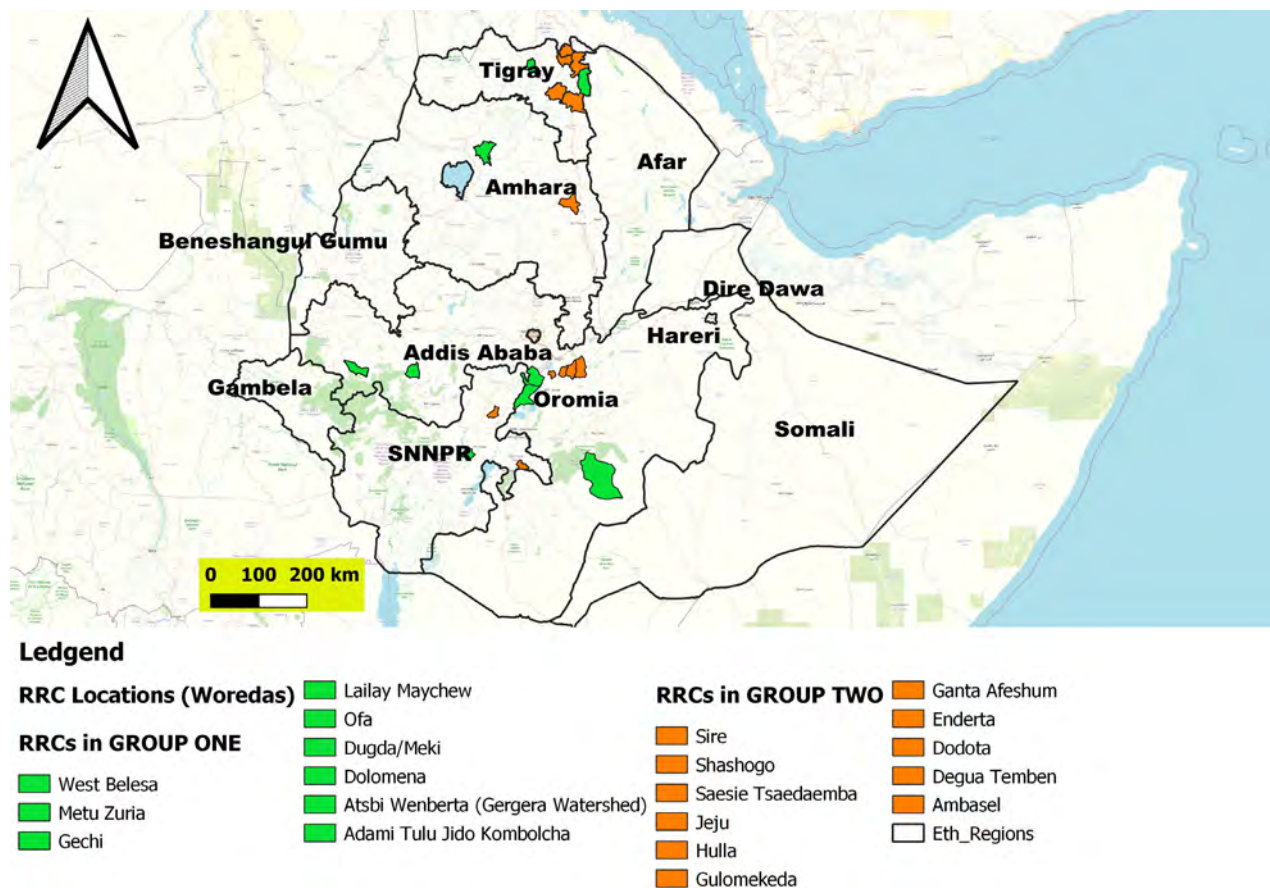 Tigray
Afar
Amhara
Beneshangul Gumu
Dire Dawa
Hareri
Addis Ababa
Gambela
Oromia
Somali
SNNPR
0 100 200 km
Ledgend
RRC Locations (Woredas)
RRCs in GROUP ONE
West Belesa
Metu Zuria
Gechi
Lailay Maychew
Ofa
Dugda/Meki
Dolomena
Atsbi Wenberta (Gergera Watershed)
Adami Tulu Jido Kombolcha
RRCs in GROUP TWO
Sire
Shashogo
Saesie Tsaedaemba
Jeju
Hulla
Gulomekeda
Ganta Afeshum
Enderta
Dodota
Degua Temben
Ambasel
Eth_Regions